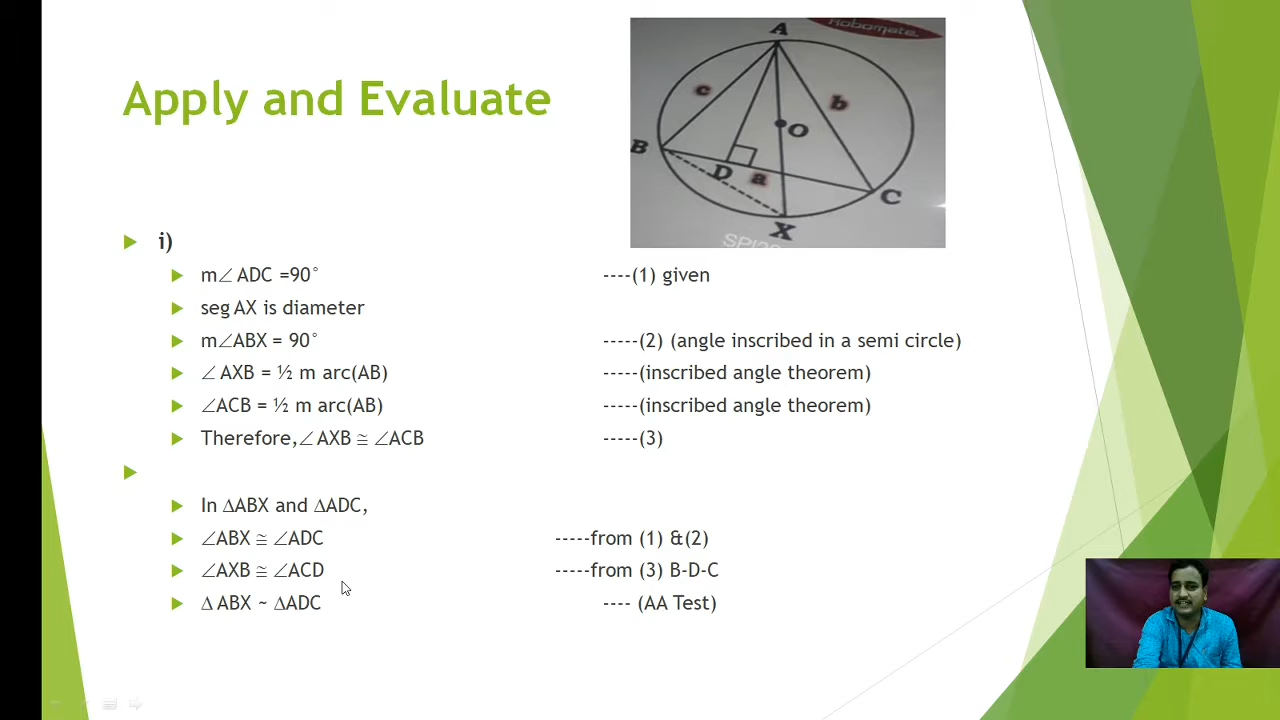 Apply and Evaluate
Robomate
A
c
b
O
B
D
a
C
X
i)
m∠ ADC =90° ----(1) given
seg AX is diameter
m∠ABX = 90° -----(2) (angle inscribed in a semi circle)
∠ AXB = ½ m arc(AB) -----(inscribed angle theorem)
∠ACB = ½ m arc(AB) -----(inscribed angle theorem)
Therefore,∠ AXB ≅ ∠ACB -----(3)
In ∆ABX and ∆ADC,
∠ABX ≅ ∠ADC -----from (1) &(2)
∠AXB ≅ ∠ACD -----from (3) B-D-C
∆ ABX ~ ∆ADC ---- (AA Test)